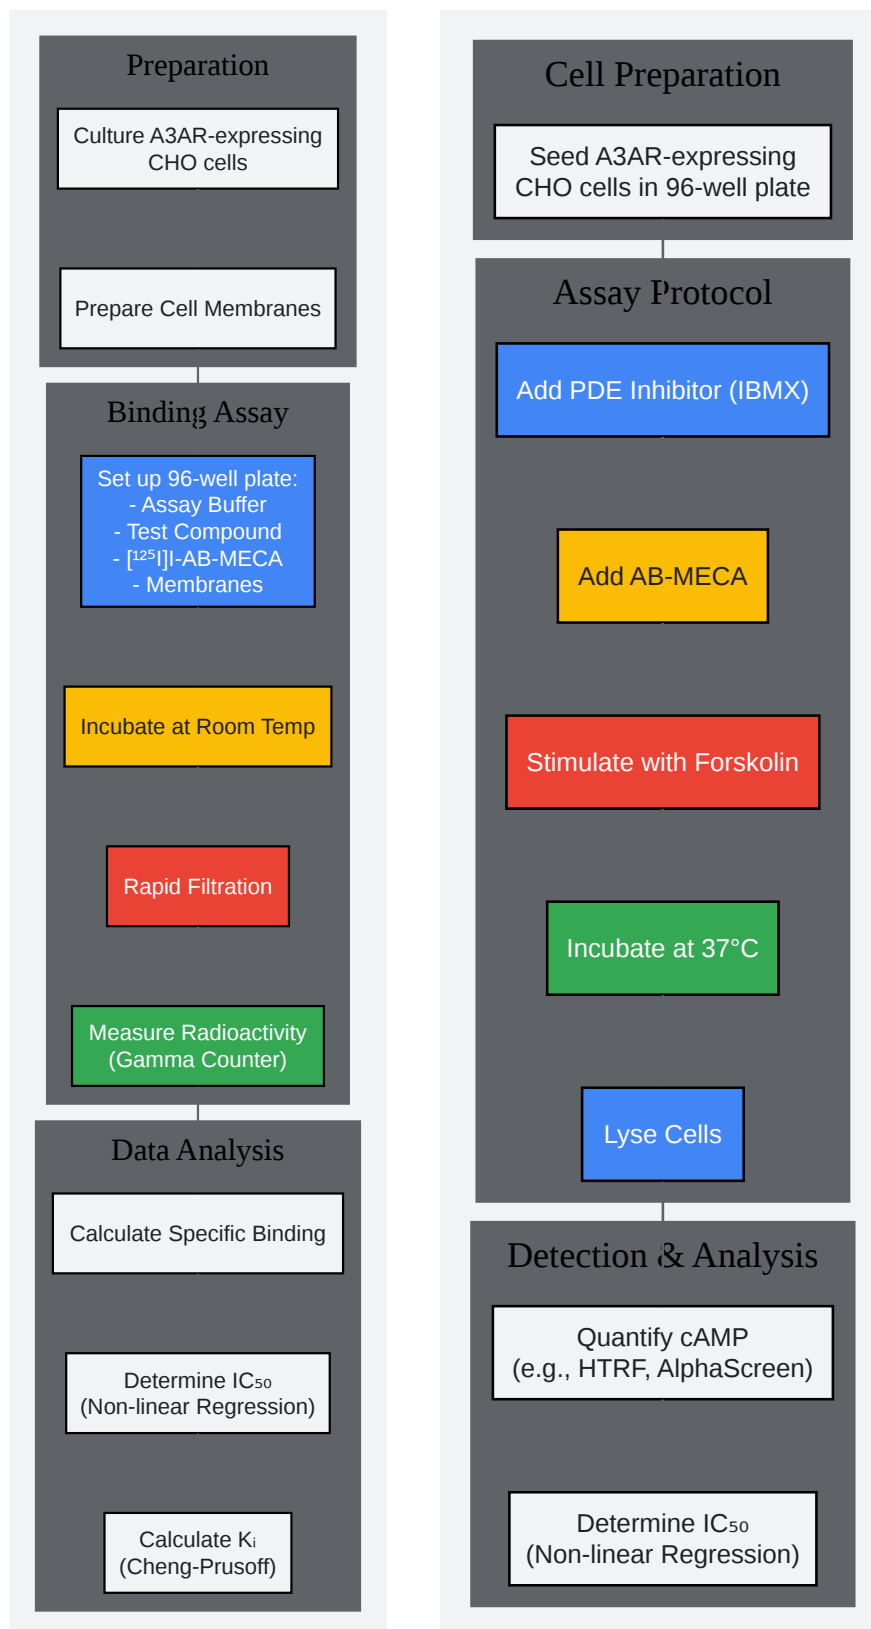 Preparation
Culture A3AR-expressing
CHO cells
Prepare Cell Membranes
Binding Assay
Set up 96-well plate:
- Assay Buffer
- Test Compound
- [¹²⁵I]I-AB-MECA
- Membranes
Incubate at Room Temp
Rapid Filtration
Measure Radioactivity
(Gamma Counter)
Data Analysis
Calculate Specific Binding
Determine IC₅₀
(Non-linear Regression)
Calculate Kᵢ
(Cheng-Prusoff)
Cell Preparation
Seed A3AR-expressing
CHO cells in 96-well plate
Assay Protocol
Add PDE Inhibitor (IBMX)
Add AB-MECA
Stimulate with Forskolin
Incubate at 37°C
Lyse Cells
Detection & Analysis
Quantify cAMP
(e.g., HTRF, AlphaScreen)
Determine IC₅₀
(Non-linear Regression)